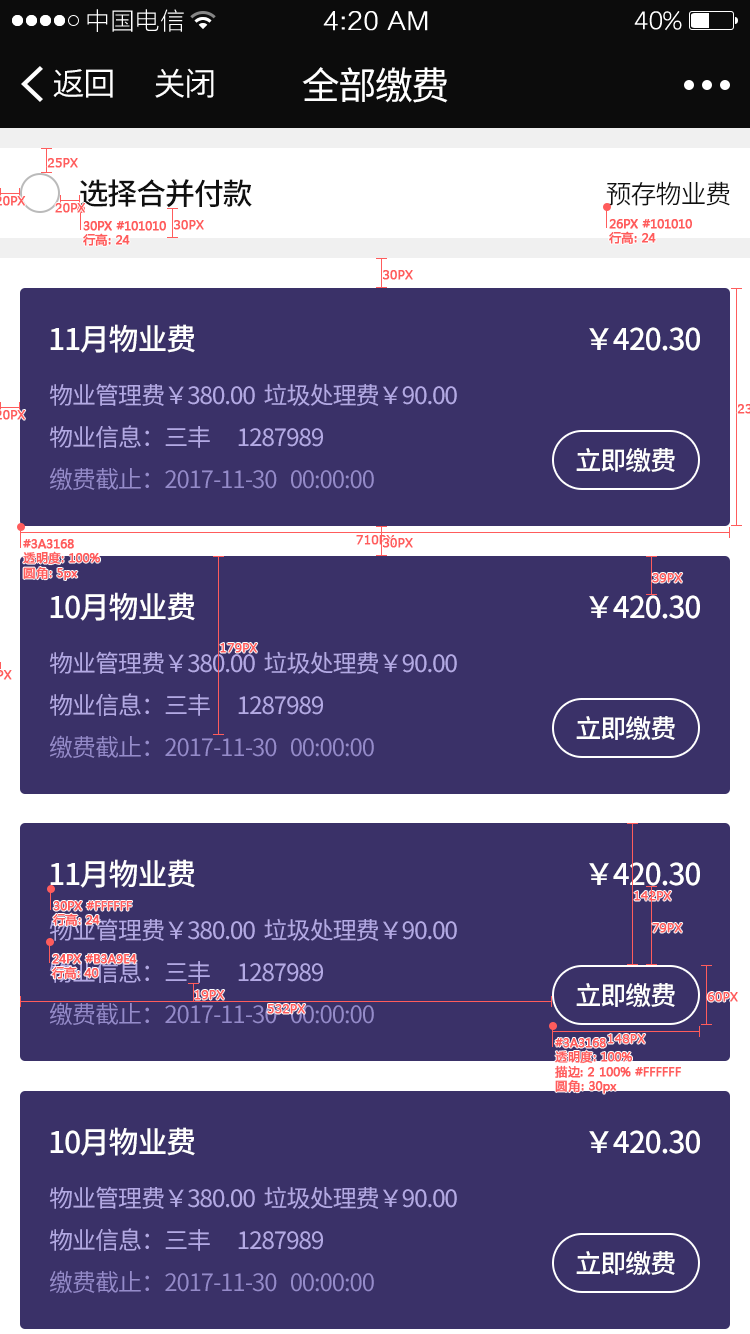 中国电信 4:20 AM 40%
返回 关闭 全部缴费
25PX
20PX 选择合并付款 预存物业费
20PX
30PX #101010 30PX 26PX #101010
行高: 24 行高: 24
30PX
11月物业费 ￥420.30
物业管理费￥380.00 垃圾处理费￥90.00
20PX 23
物业信息：三丰 1287989
立即缴费
缴费截止：2017-11-30 00:00:00
#3A3168 710PX 30PX
透明度: 100%
圆角: 5px
39PX
10月物业费 ￥420.30
179PX
物业管理费￥380.00 垃圾处理费￥90.00
PX
物业信息：三丰 1287989
立即缴费
缴费截止：2017-11-30 00:00:00
11月物业费 ￥420.30
142PX
30PX #FFFFFF
行高: 24
物业管理费￥380.00 垃圾处理费￥90.00
79PX
24PX #B3A9E4
行高: 40
物业信息：三丰 1287989
19PX 立即缴费 60PX
532PX
缴费截止：2017-11-30 00:00:00
#3A3168 148PX
透明度: 100%
描边: 2 100% #FFFFFF
圆角: 30px
10月物业费 ￥420.30
物业管理费￥380.00 垃圾处理费￥90.00
物业信息：三丰 1287989
立即缴费
缴费截止：2017-11-30 00:00:00